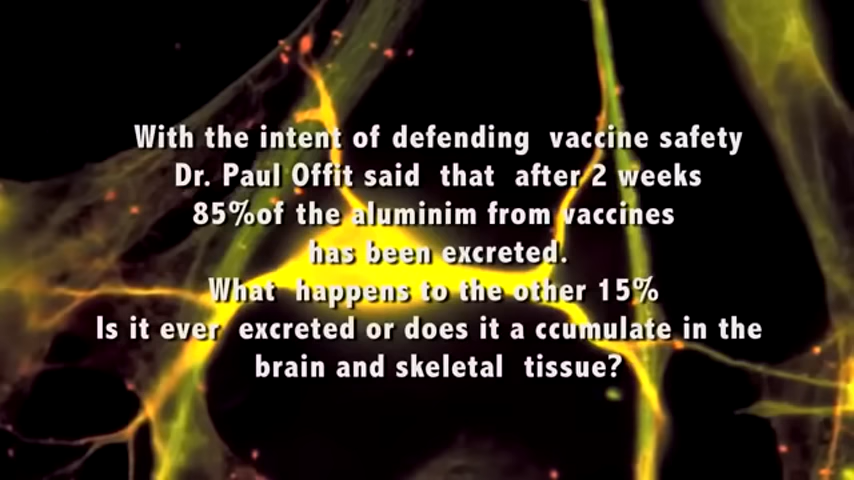 With the intent of defending vaccine safety
Dr. Paul Offit said that after 2 weeks
85%of the aluminim from vaccines
has been excreted.
What happens to the other 15%
Is it ever excreted or does it a ccumulate in the
brain and skeletal tissue?